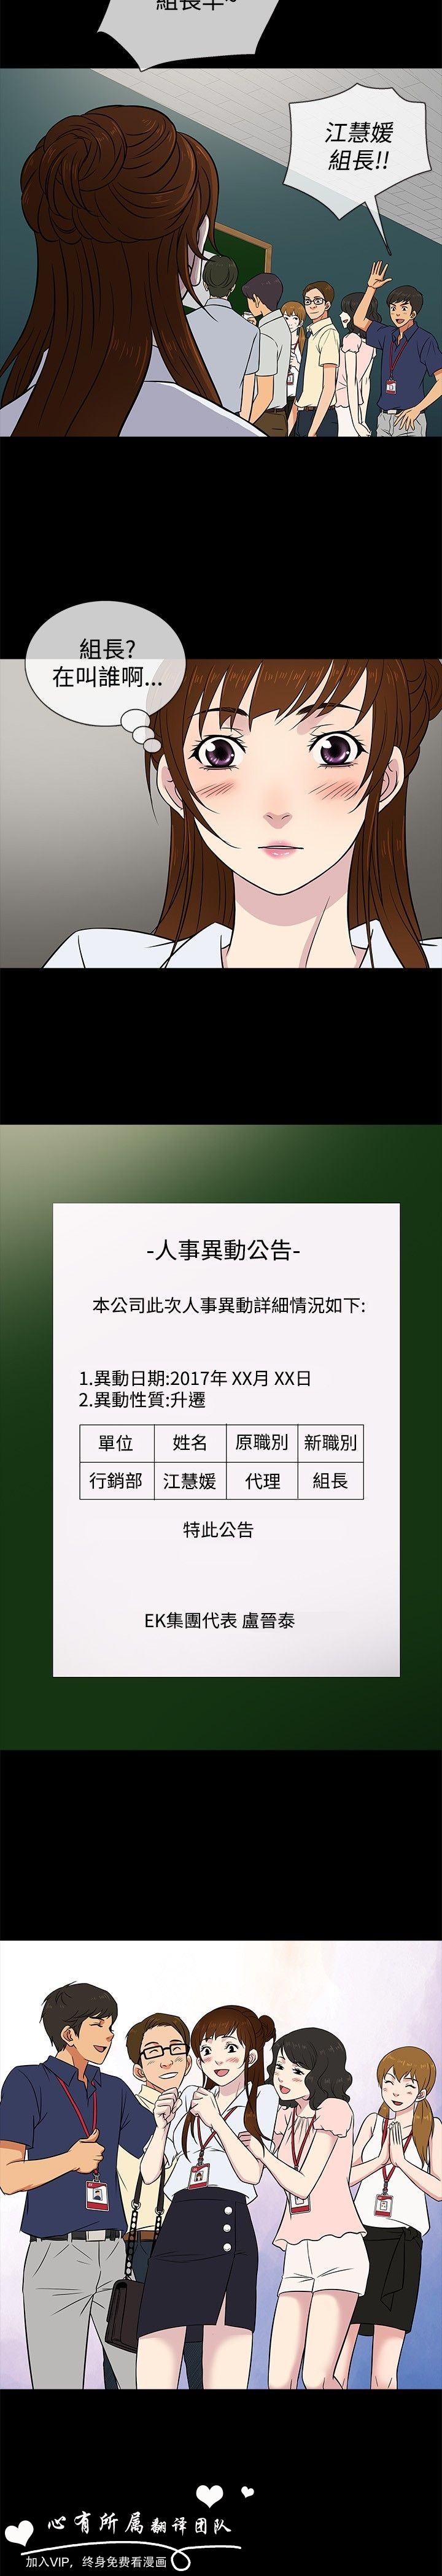 組長早~
江慧媛
組長!!
組長?
在叫誰啊...
-人事異動公告-
本公司此次人事異動詳細情況如下:
1.異動日期:2017年 XX月 XX日
2.異動性質:升遷
單位 姓名 原職別 新職別
行銷部 江慧媛 代理 組長
特此公告
EK集團代表 盧晉泰
心有所属翻译团队
加入VIP，终身免费看漫画